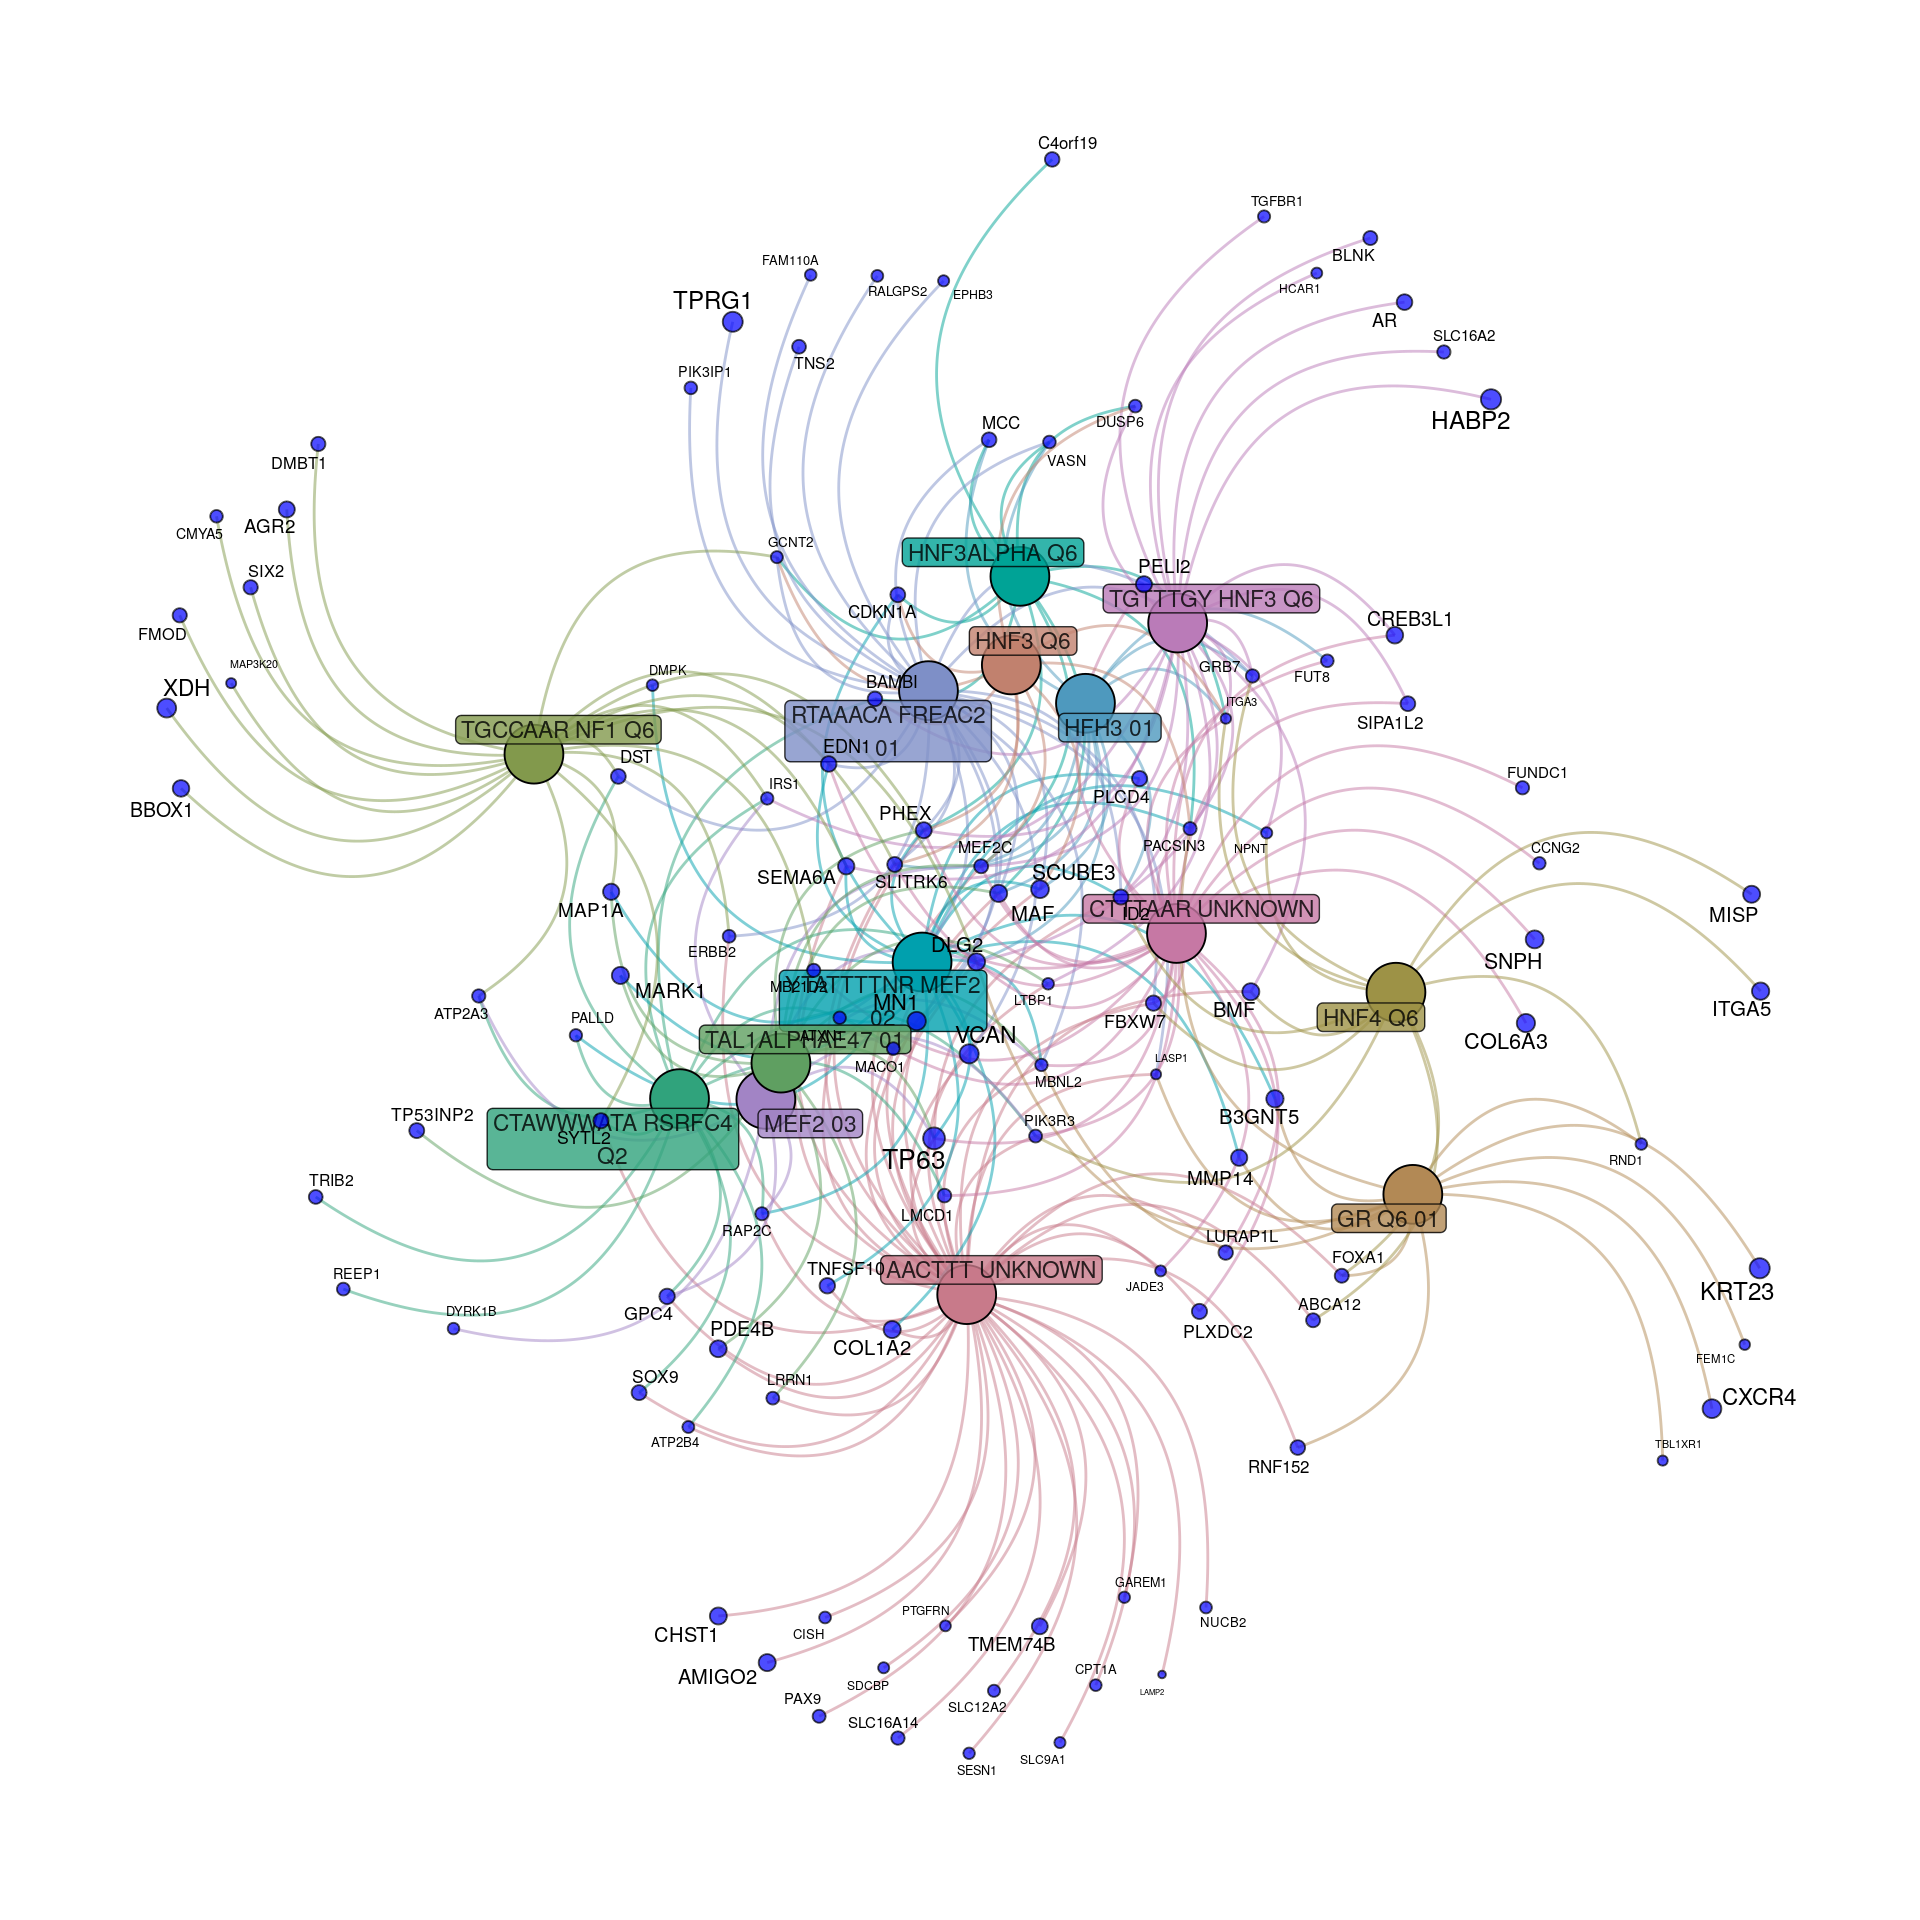 C4orf19
TGFBR1
BLNK
FAM110A
RALGPS2
EPHB3
HCAR1
TPRG1
AR
SLC16A2
TNS2
PIK3IP1
HABP2
MCC
DUSP6
VASN
DMBT1
CMYA5
AGR2
GCNT2
HNF3ALPHA Q6
PELI2
SIX2
TGTTTGY HNF3 Q6
CDKN1A
CREB3L1
FMOD
HNF3 Q6
MAP3K20
DMPK
GRB7
FUT8
XDH
BAMBI
ITGA3
RTAAACA FREAC2
01
SIPA1L2
TGCCAAR NF1 Q6
HFH3 01
EDN1
DST
IRS1
FUNDC1
PLCD4
BBOX1
PHEX
MEF2C
PACSIN3
NPNT
CCNG2
SEMA6A
SLITRK6
SCUBE3
MAP1A
MAF
CTTTAAR UNKNOWN
ID2
MISP
ERBB2
DLG2
SNPH
MARK1
MB21D2
YTATTTTNR MEF2
02
MN1
LTBP1
ATP2A3
PALLD
FBXW7
BMF
HNF4 Q6
ITGA5
ATXN1
TAL1ALPHAE47 01
VCAN
COL6A3
MACO1
LASP1
MBNL2
TP53INP2
CTAWWWATA RSRFC4
Q2
MEF2 03
SYTL2
PIK3R3
B3GNT5
TP63
RND1
TRIB2
MMP14
LMCD1
GR Q6 01
RAP2C
LURAP1L
FOXA1
REEP1
TNFSF10
AACTTT UNKNOWN
JADE3
KRT23
DYRK1B
GPC4
ABCA12
PDE4B
COL1A2
PLXDC2
FEM1C
SOX9
LRRN1
CXCR4
ATP2B4
TBL1XR1
RNF152
GAREM1
PTGFRN
NUCB2
CHST1
CISH
TMEM74B
AMIGO2
SDCBP
CPT1A
LAMP2
PAX9
SLC12A2
SLC16A14
SLC9A1
SESN1